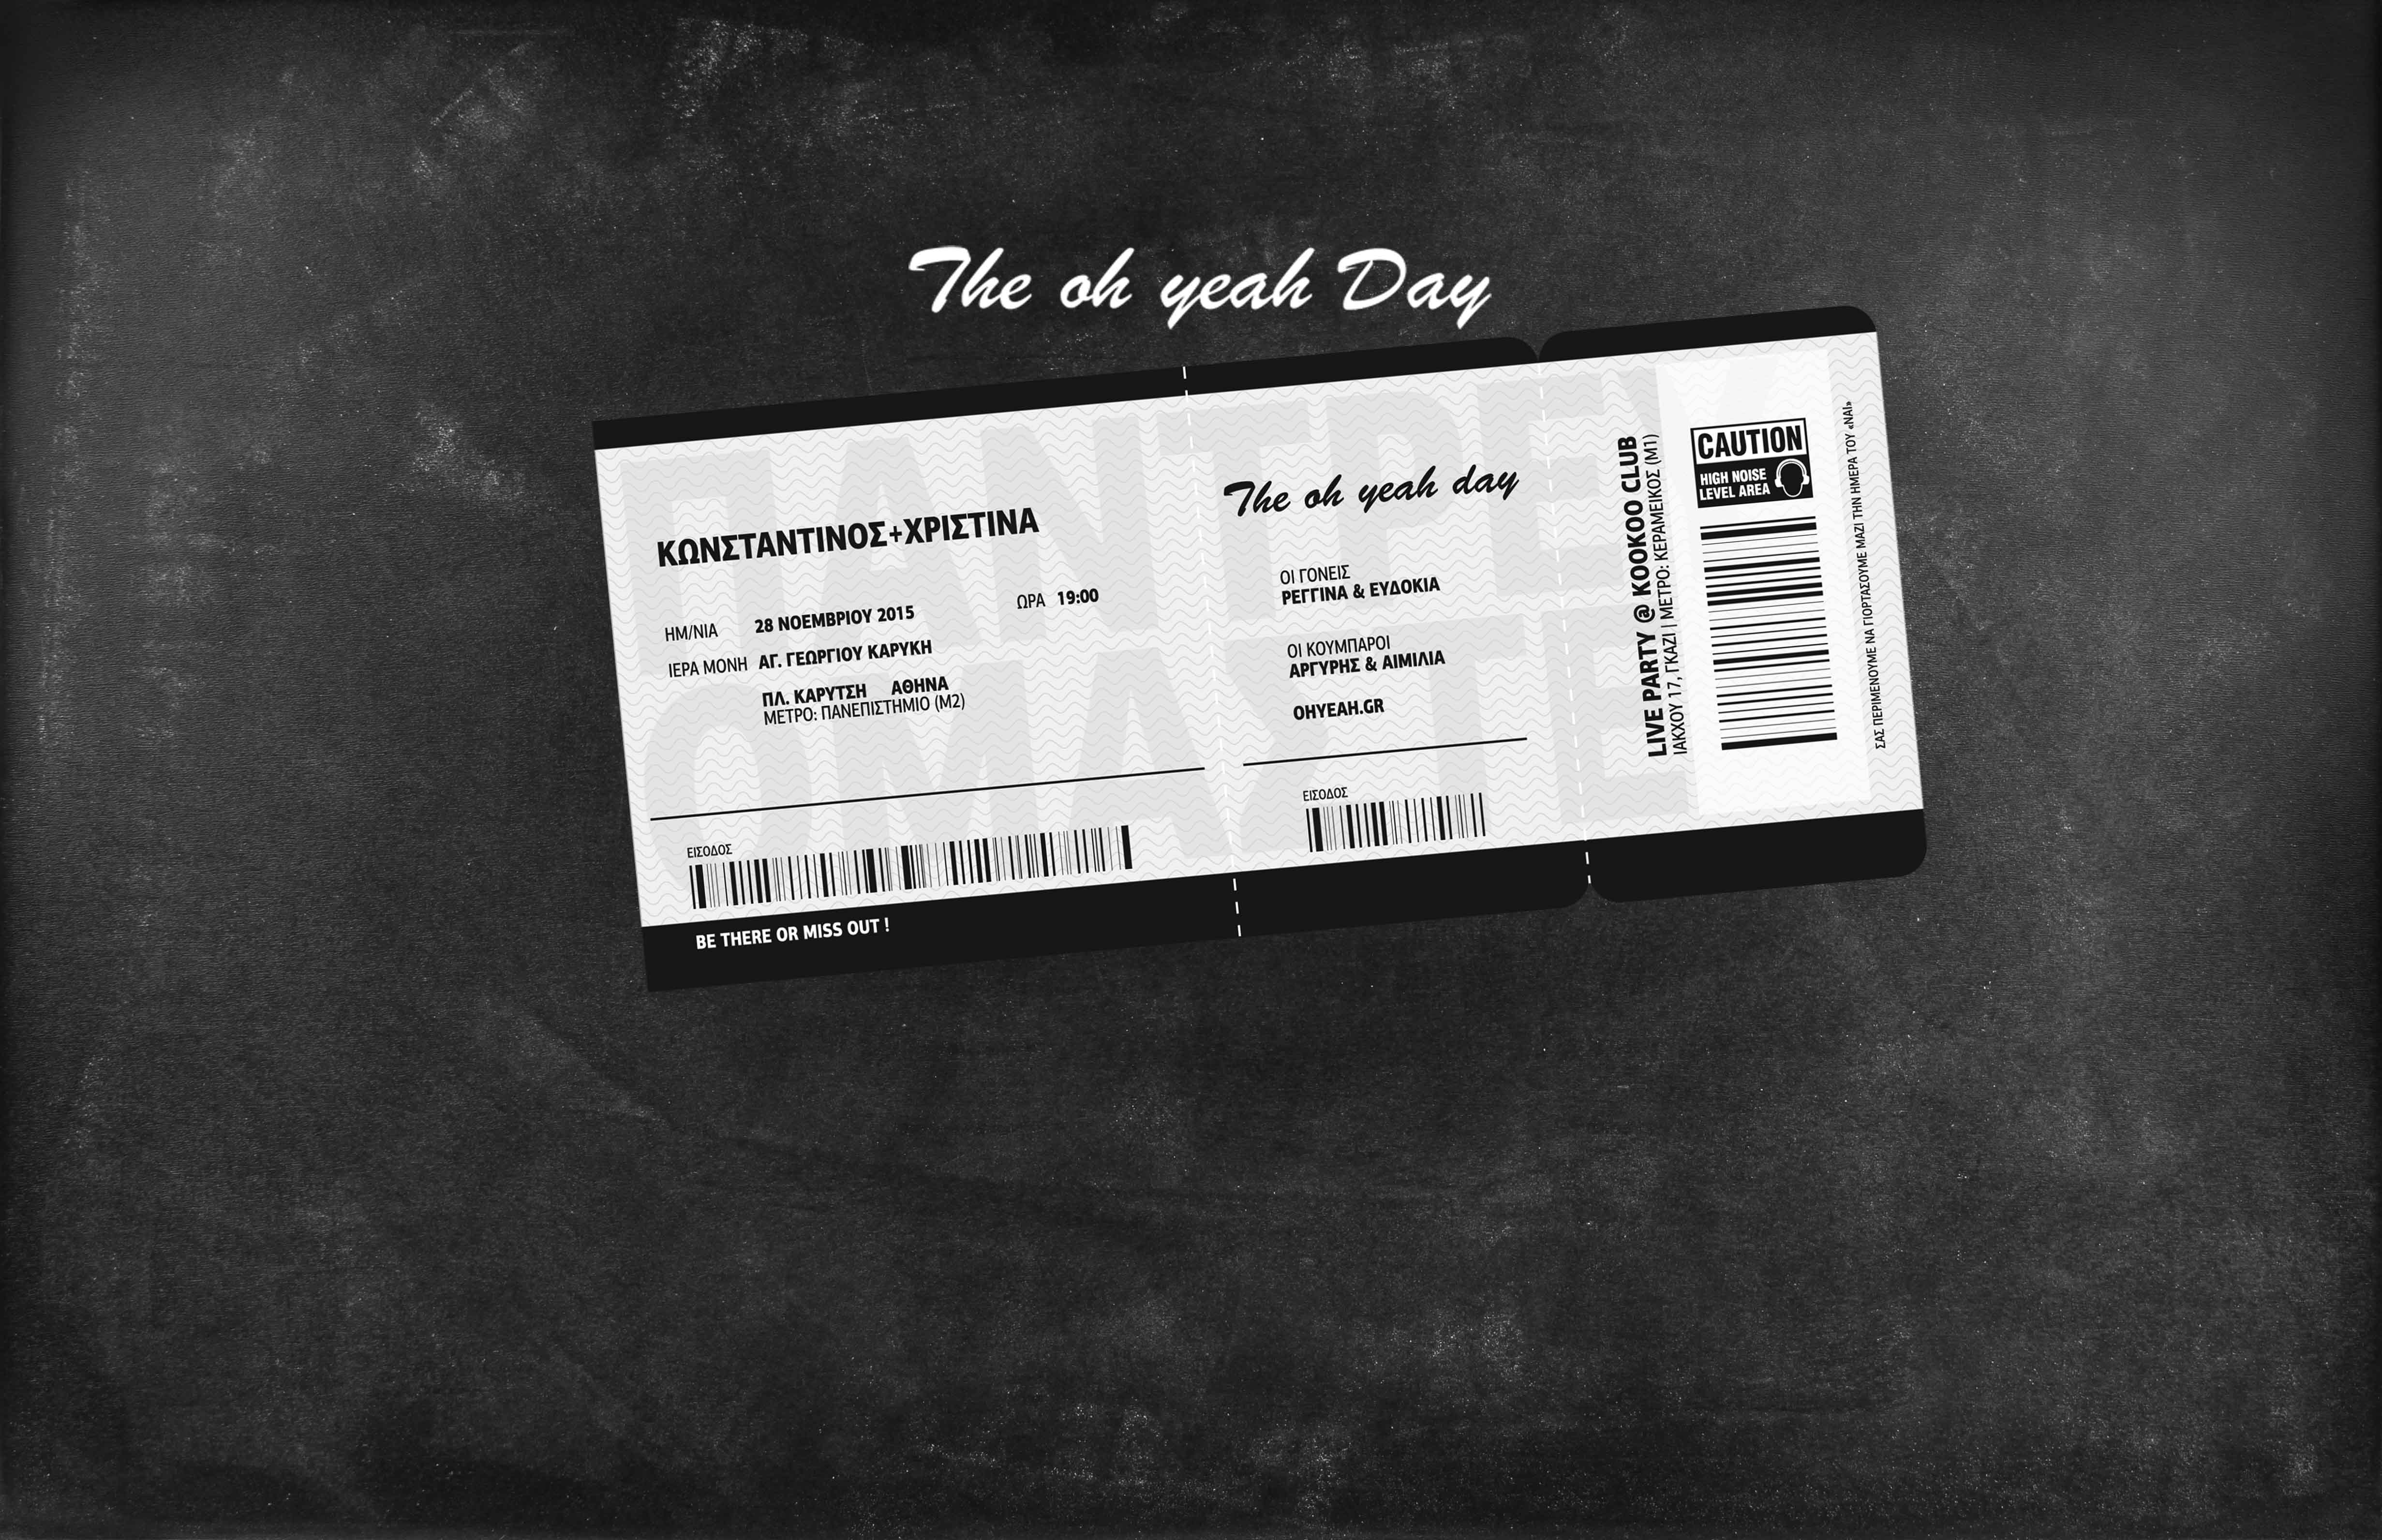 The oh yeah Day
ΠΑΝΤΡΕΥ
ΟΜΑΣΤΕ
ΚΩΝΣΤΑΝΤΙΝΟΣ+ΧΡΙΣΤΙΝΑ
ΗΜ/ΝΙΑ 28 ΝΟΕΜΒΡΙΟΥ 2015 ΩΡΑ 19:00
ΙΕΡΑ ΜΟΝΗ ΑΓ. ΓΕΩΡΓΙΟΥ ΚΑΡΥΚΗ
ΠΛ. ΚΑΡΥΤΣΗ ΑΘΗΝΑ
ΜΕΤΡΟ: ΠΑΝΕΠΙΣΤΗΜΙΟ (Μ2)
ΕΙΣΟΔΟΣ
BE THERE OR MISS OUT !
The oh yeah day
ΟΙ ΓΟΝΕΙΣ
ΡΕΓΓΙΝΑ & ΕΥΔΟΚΙΑ
ΟΙ ΚΟΥΜΠΑΡΟΙ
ΑΡΓΥΡΗΣ & ΑΙΜΙΛΙΑ
OHYEAH.GR
ΕΙΣΟΔΟΣ
LIVE PARTY @ KOOKOO CLUB
ΙΑΚΧΟΥ 17, ΓΚΑΖΙ | ΜΕΤΡΟ: ΚΕΡΑΜΕΙΚΟΣ (Μ1)
CAUTION
HIGH NOISE
LEVEL AREA
ΣΑΣ ΠΕΡΙΜΕΝΟΥΜΕ ΝΑ ΓΙΟΡΤΑΣΟΥΜΕ ΜΑΖΙ ΤΗΝ ΗΜΕΡΑ ΤΟΥ «ΝΑΙ»